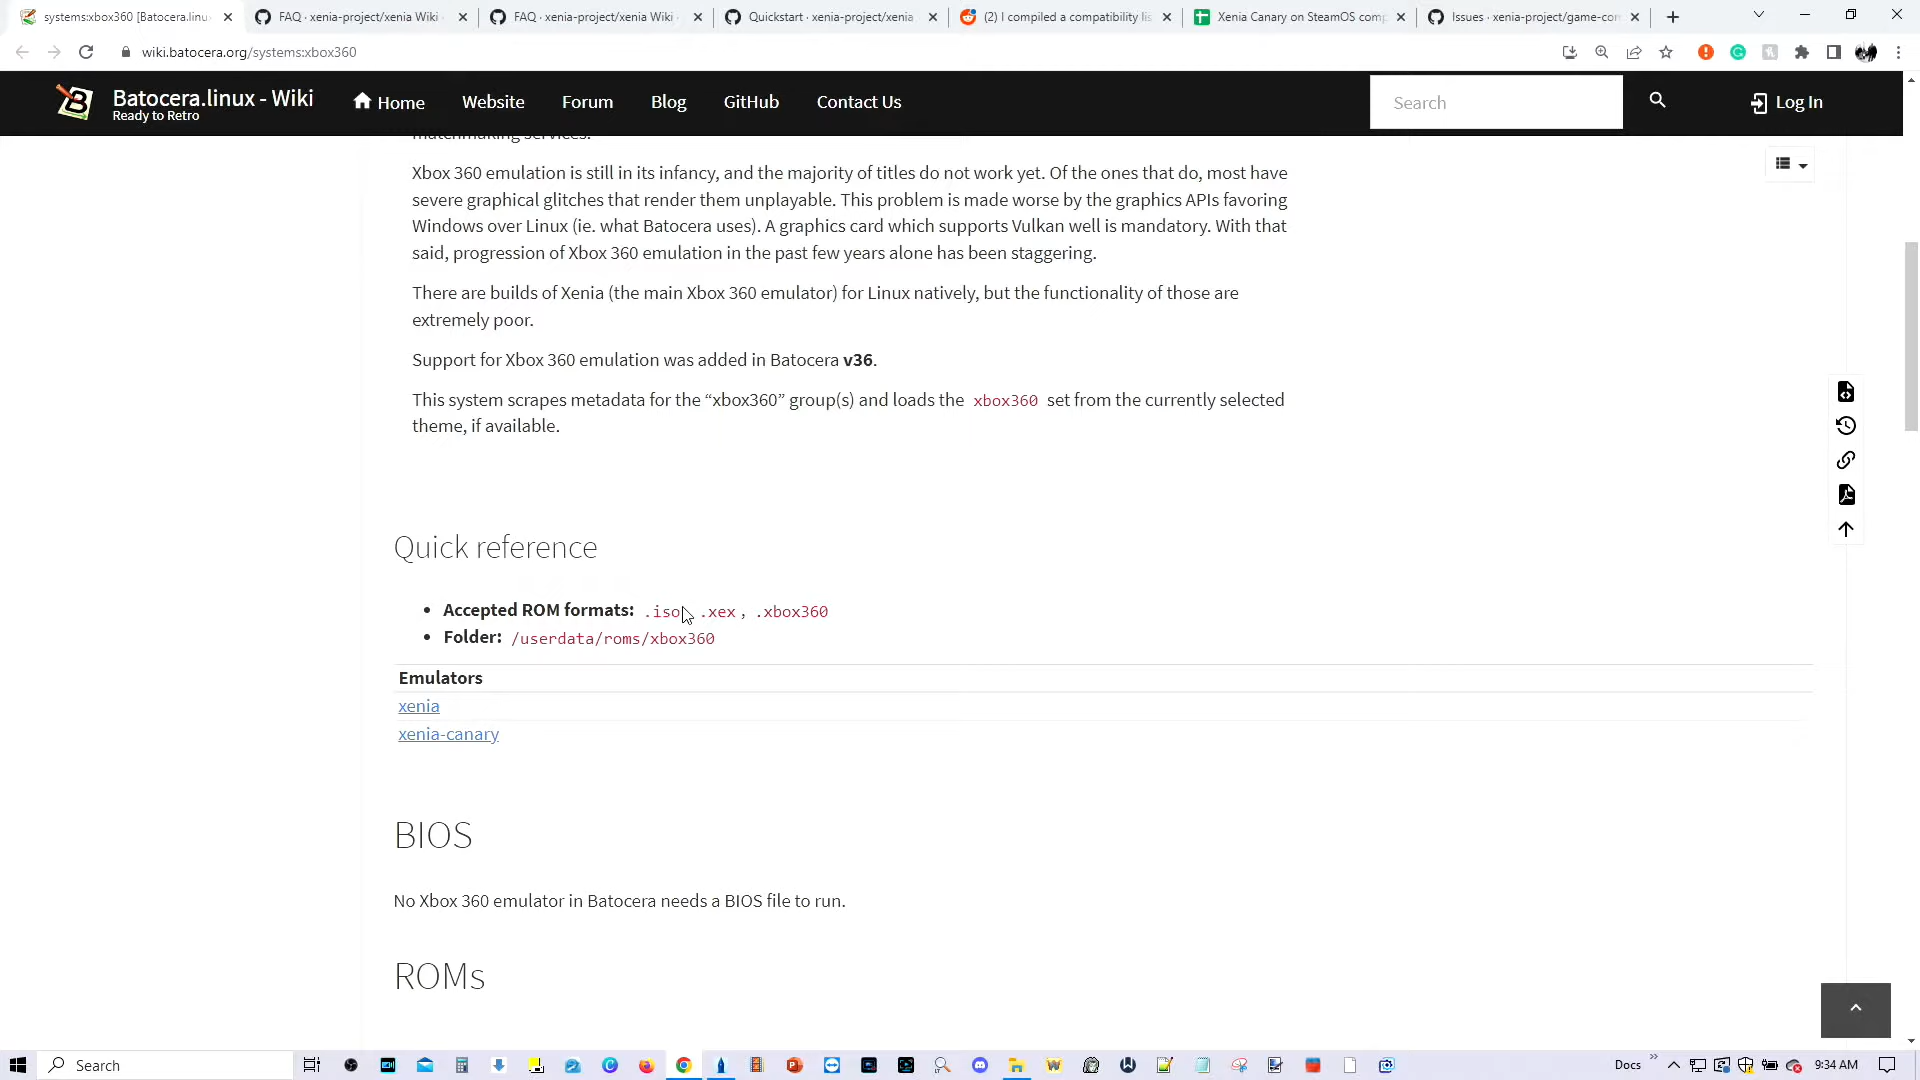 systems:xbox360 [Batocera.linu
FAQ · xenia-project/xenia Wiki
FAQ · xenia-project/xenia Wiki
Quickstart · xenia-project/xenia
(2) I compiled a compatibility lis
Xenia Canary on SteamOS comp
Issues · xenia-project/game-con
wiki.batocera.org/systems:xbox360
Batocera.linux - Wiki
Ready to Retro
Home
Website
Forum
Blog
GitHub
Contact Us
Search
Log In
matchmaking services.
Xbox 360 emulation is still in its infancy, and the majority of titles do not work yet. Of the ones that do, most have
severe graphical glitches that render them unplayable. This problem is made worse by the graphics APIs favoring
Windows over Linux (ie. what Batocera uses). A graphics card which supports Vulkan well is mandatory. With that
said, progression of Xbox 360 emulation in the past few years alone has been staggering.
There are builds of Xenia (the main Xbox 360 emulator) for Linux natively, but the functionality of those are
extremely poor.
Support for Xbox 360 emulation was added in Batocera v36.
This system scrapes metadata for the “xbox360” group(s) and loads the xbox360 set from the currently selected
theme, if available.
Quick reference
• Accepted ROM formats: .iso .xex , .xbox360
• Folder: /userdata/roms/xbox360
Emulators
xenia
xenia-canary
BIOS
No Xbox 360 emulator in Batocera needs a BIOS file to run.
ROMs
Search
Docs
9:34 AM